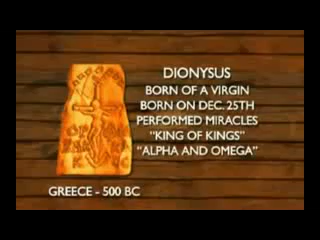 DIONYSUS
BORN OF A VIRGIN
BORN ON DEC. 25TH
PERFORMED MIRACLES
"KING OF KINGS"
"ALPHA AND OMEGA"
GREECE - 500 BC